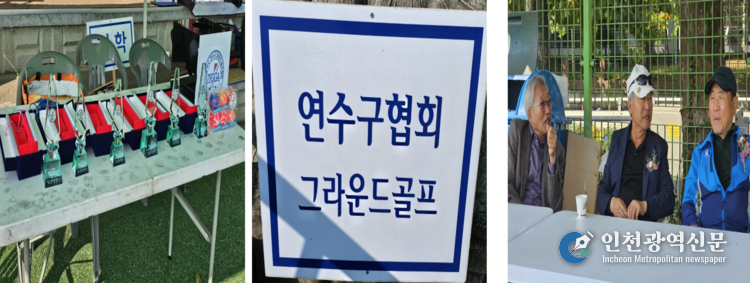 학
연수구협회
그라운드골프
인천광역신문
Incheon Metropolitan newspaper